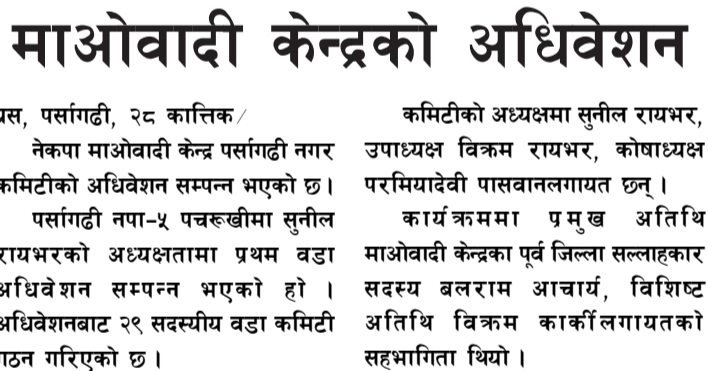 माओवादी केन्द्रको अधिवेशन
प्रस, पर्सागढी, २८ कात्तिक/
नेकपा माओवादी केन्द्र पर्सागढी नगर
कमिटीको अधिवेशन सम्पन्न भएको छ।
पर्सागढी नपा-५ पचरूखीमा सुनील
रायभरको अध्यक्षतामा प्रथम वडा
अधिवेशन सम्पन्न भएको हो ।
अधिवेशनबाट २९ सदस्यीय वडा कमिटी
गठन गरिएको छ ।
कमिटीको अध्यक्षमा सुनील रायभर,
उपाध्यक्ष विक्रम रायभर, कोषाध्यक्ष
परमियादेवी पासवानलगायत छन् ।
कार्यक्रममा प्रमुख अतिथि
माओवादी केन्द्रका पूर्व जिल्ला सल्लाहकार
सदस्य बलराम आचार्य, विशिष्ट
अतिथि विक्रम कार्कीलगायतको
सहभागिता थियो ।